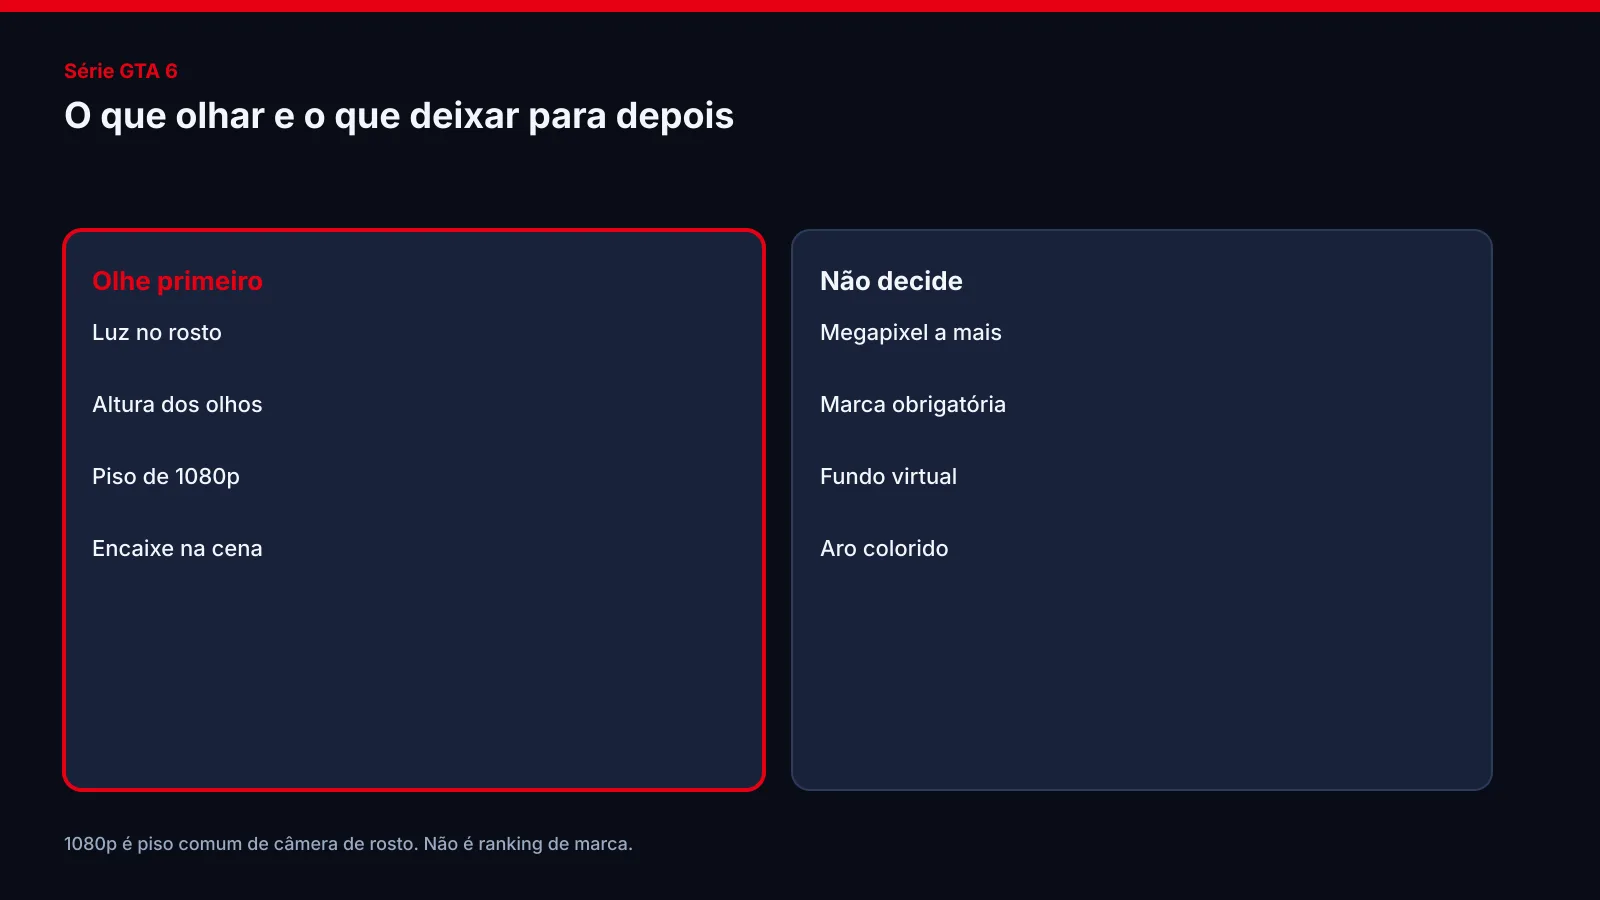 Série GTA 6
O que olhar e o que deixar para depois
Olhe primeiro
Luz no rosto
Altura dos olhos
Piso de 1080p
Encaixe na cena
Não decide
Megapixel a mais
Marca obrigatória
Fundo virtual
Aro colorido
1080p é piso comum de câmera de rosto. Não é ranking de marca.